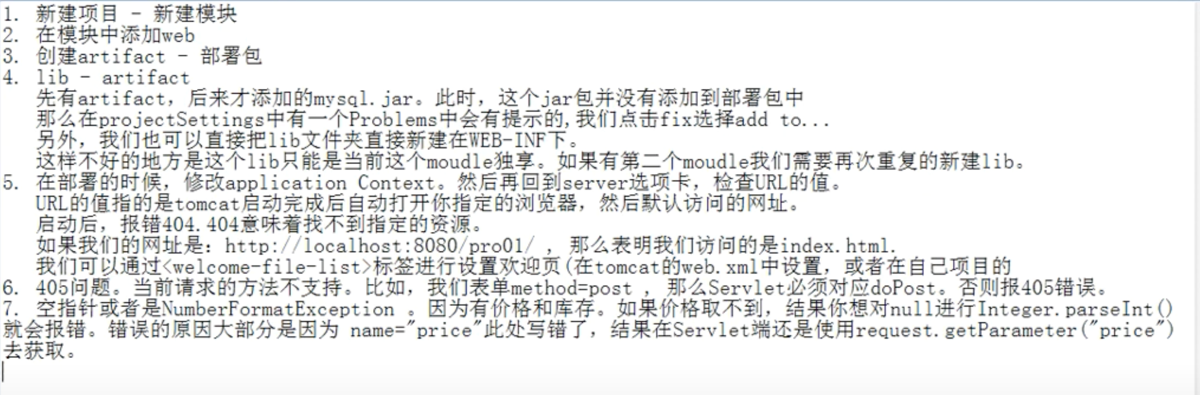 1. 新建项目 - 新建模块
2. 在模块中添加web
3. 创建artifact - 部署包
4. lib - artifact
先有artifact，后来才添加的mysql.jar。此时，这个jar包并没有添加到部署包中
那么在projectSettings中有一个Problems中会有提示的,我们点击fix选择add to...
另外，我们也可以直接把lib文件夹直接新建在WEB-INF下。
这样不好的地方是这个lib只能是当前这个moudle独享。如果有第二个moudle我们需要再次重复的新建lib。
5. 在部署的时候，修改application Context。然后再回到server选项卡，检查URL的值。
URL的值指的是tomcat启动完成后自动打开你指定的浏览器，然后默认访问的网址。
启动后，报错404.404意味着找不到指定的资源。
如果我们的网址是：http://localhost:8080/pro01/ , 那么表明我们访问的是index.html.
我们可以通过<welcome-file-list>标签进行设置欢迎页(在tomcat的web.xml中设置，或者在自己项目的
6. 405问题。当前请求的方法不支持。比如，我们表单method=post , 那么Servlet必须对应doPost。否则报405错误。
7. 空指针或者是NumberFormatException 。因为有价格和库存。如果价格取不到，结果你想对null进行Integer.parseInt()
就会报错。错误的原因大部分是因为 name="price"此处写错了，结果在Servlet端还是使用request.getParameter("price")
去获取。